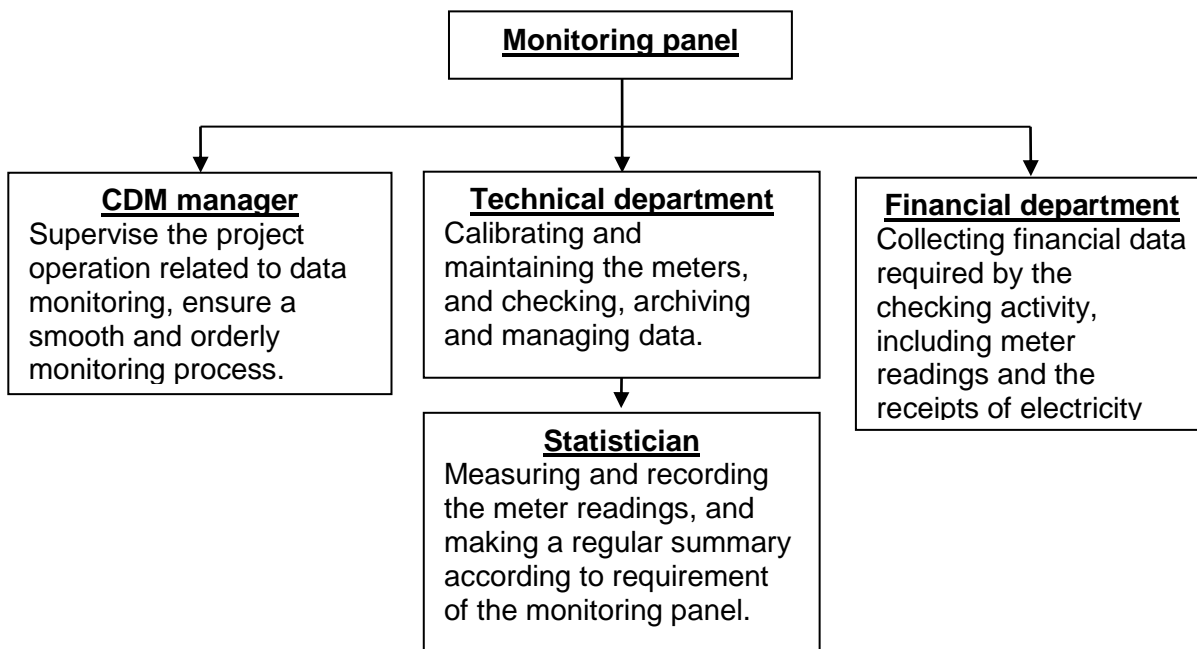 Monitoring panel
CDM manager
Supervise the project
operation related to data
monitoring, ensure a
smooth and orderly
monitoring process.
Technical department
Calibrating and
maintaining the meters,
and checking, archiving
and managing data.
Financial department
Collecting financial data
required by the
checking activity,
including meter
readings and the
receipts of electricity
Statistician
Measuring and recording
the meter readings, and
making a regular summary
according to requirement
of the monitoring panel.